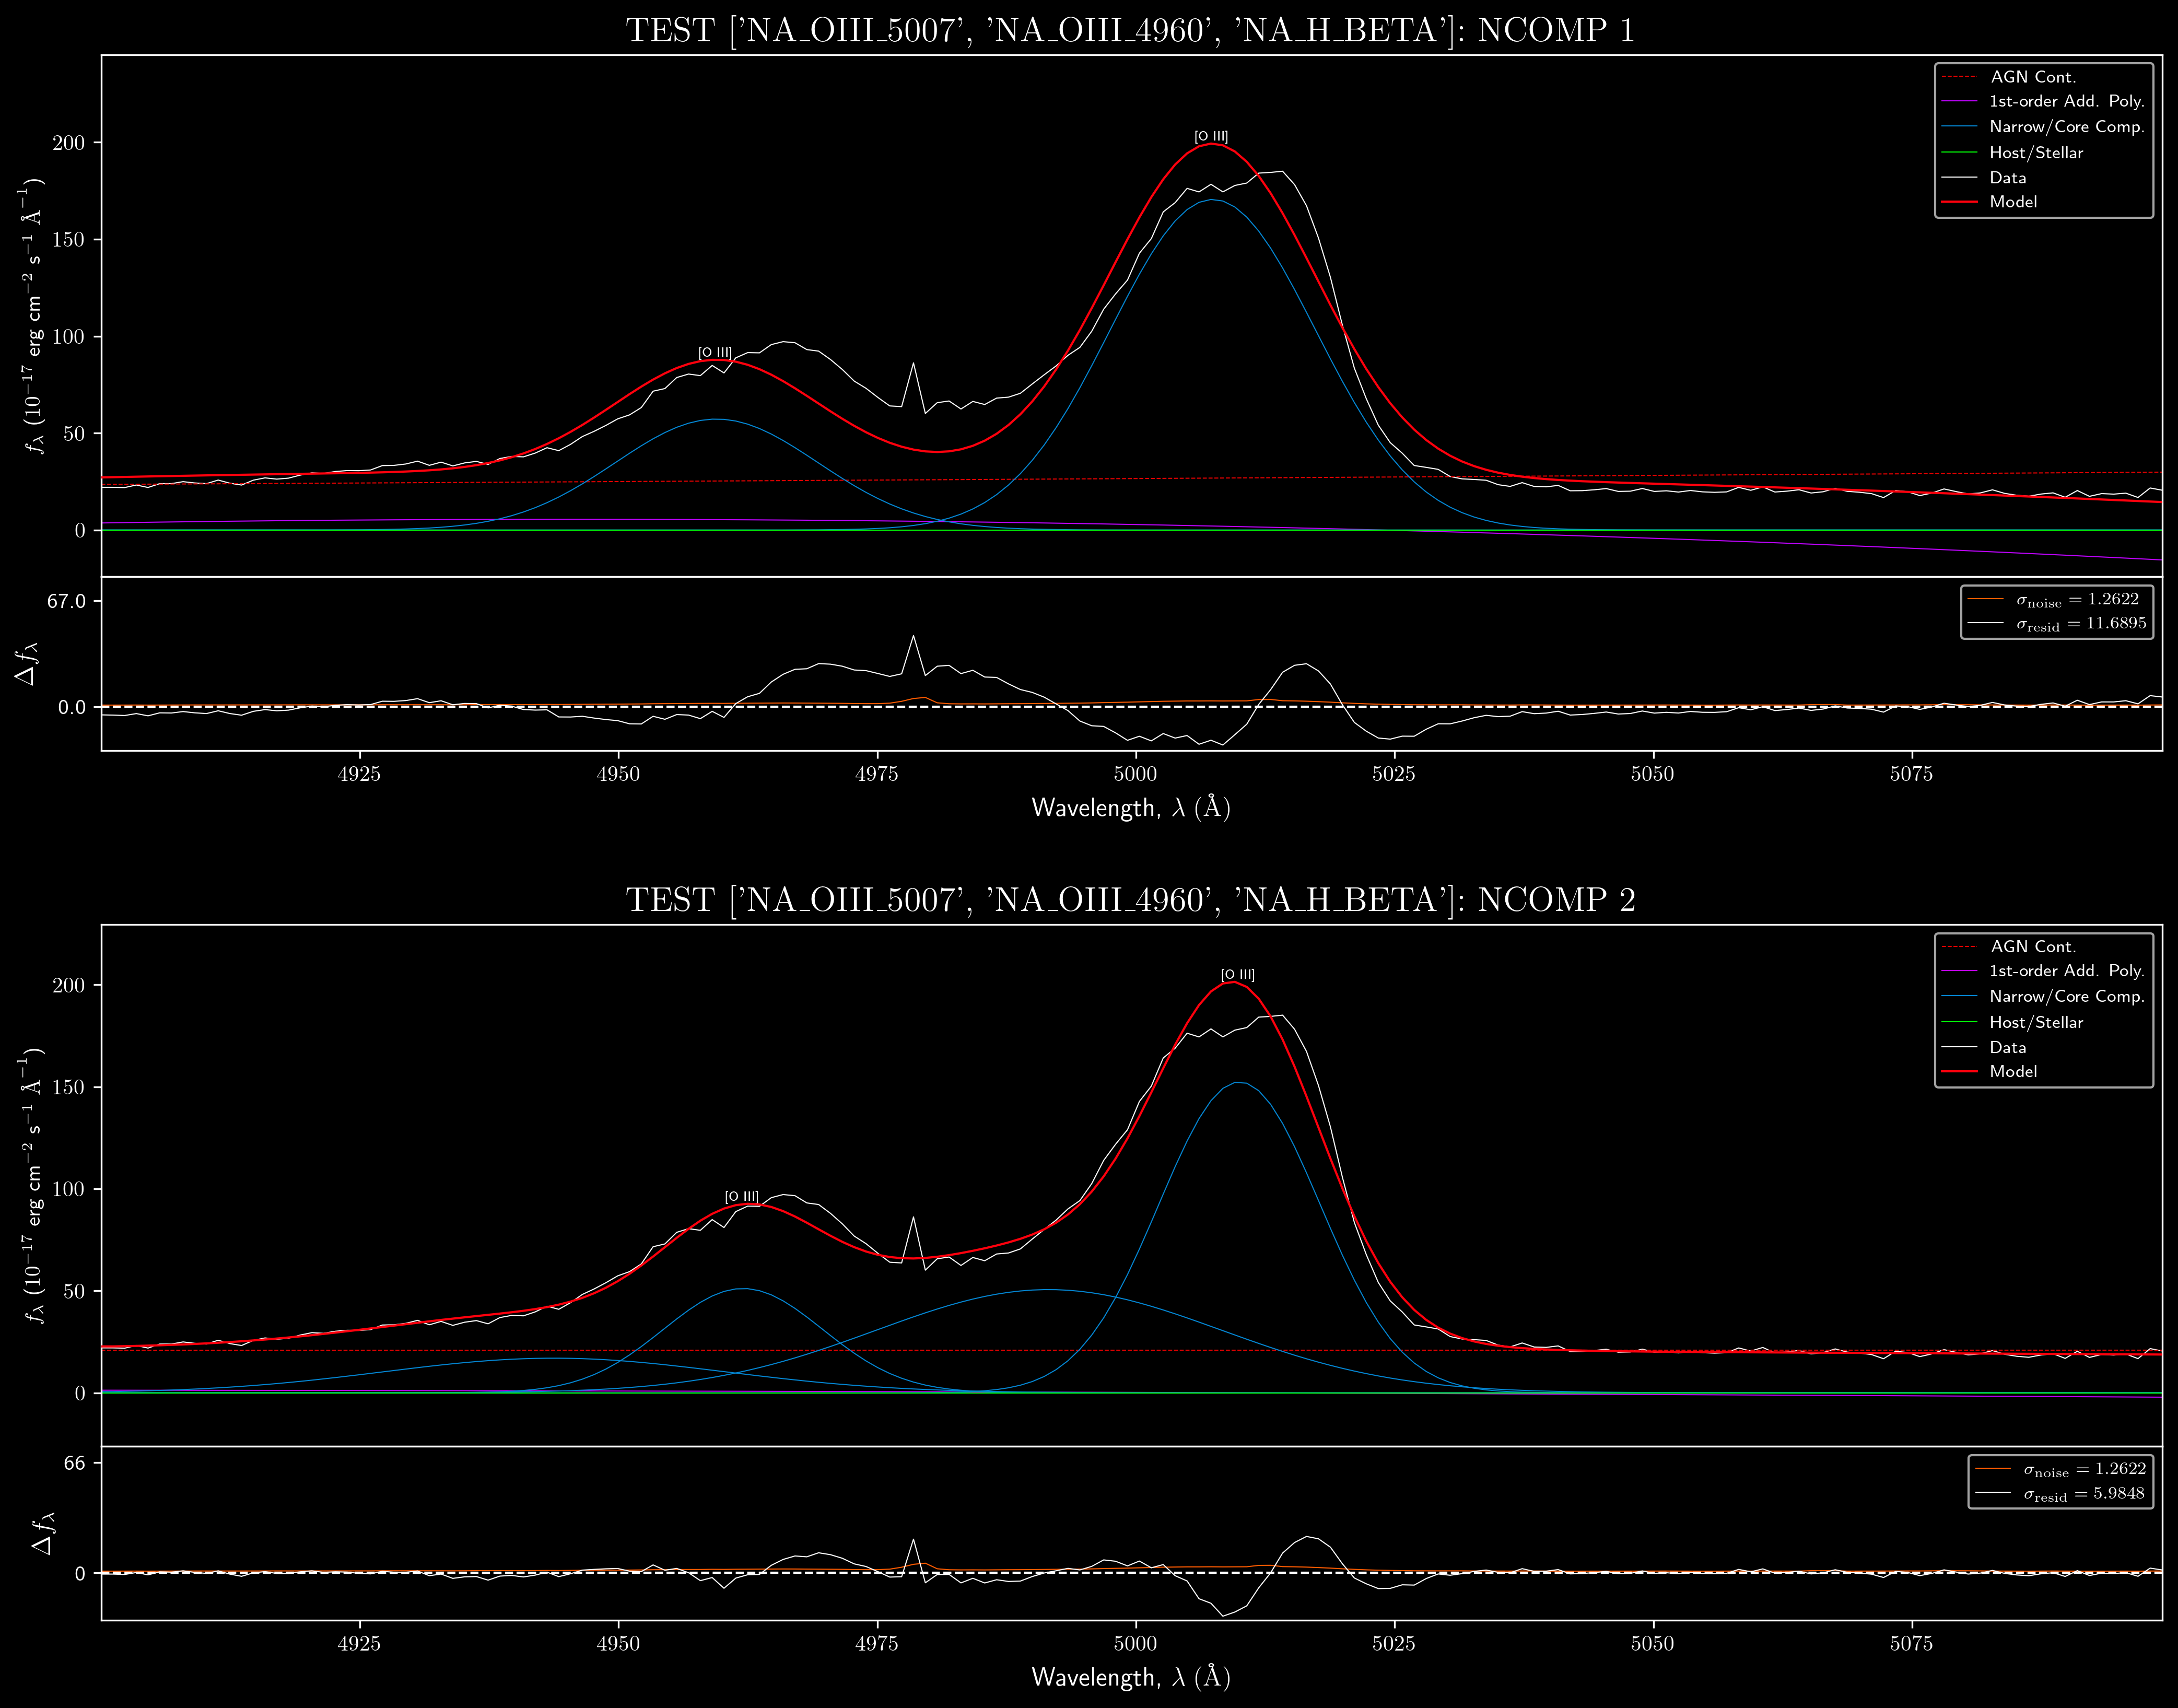 TEST ['NA_OIII_5007', 'NA_OIII_4960', 'NA_H_BETA']: NCOMP 1
fλ (10⁻¹⁷ erg cm⁻² s⁻¹ Å⁻¹)
200
150
100
50
0
[O III]
[O III]
AGN Cont.
1st-order Add. Poly.
Narrow/Core Comp.
Host/Stellar
Data
Model
Δfλ
67.0
0.0
σnoise = 1.2622
σresid = 11.6895
4925 4950 4975 5000 5025 5050 5075
Wavelength, λ (Å)
TEST ['NA_OIII_5007', 'NA_OIII_4960', 'NA_H_BETA']: NCOMP 2
fλ (10⁻¹⁷ erg cm⁻² s⁻¹ Å⁻¹)
200
150
100
50
0
[O III]
[O III]
AGN Cont.
1st-order Add. Poly.
Narrow/Core Comp.
Host/Stellar
Data
Model
Δfλ
66
0
σnoise = 1.2622
σresid = 5.9848
4925 4950 4975 5000 5025 5050 5075
Wavelength, λ (Å)